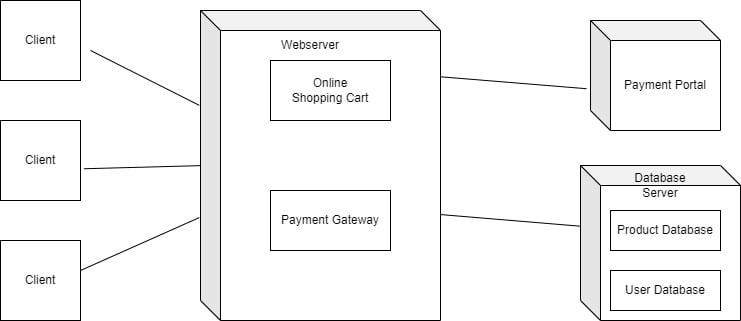 Client
Client
Client
Webserver
Online
Shopping Cart
Payment Gateway
Payment Portal
Database
Server
Product Database
User Database